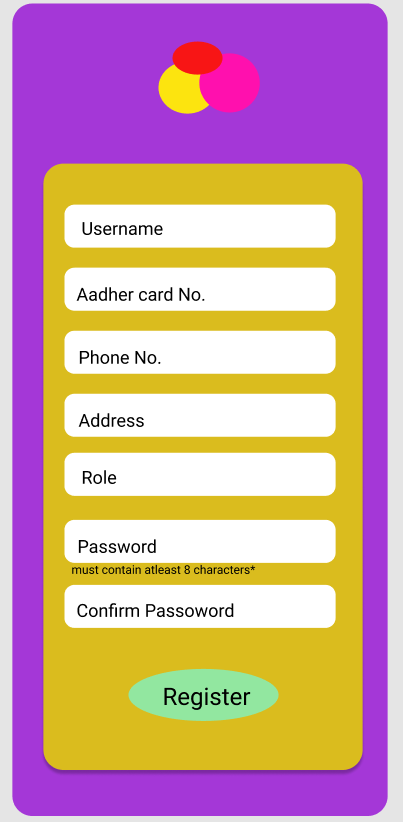 Username
Aadher card No.
Phone No.
Address
Role
Password
must contain atleast 8 characters*
Confirm Passoword
Register